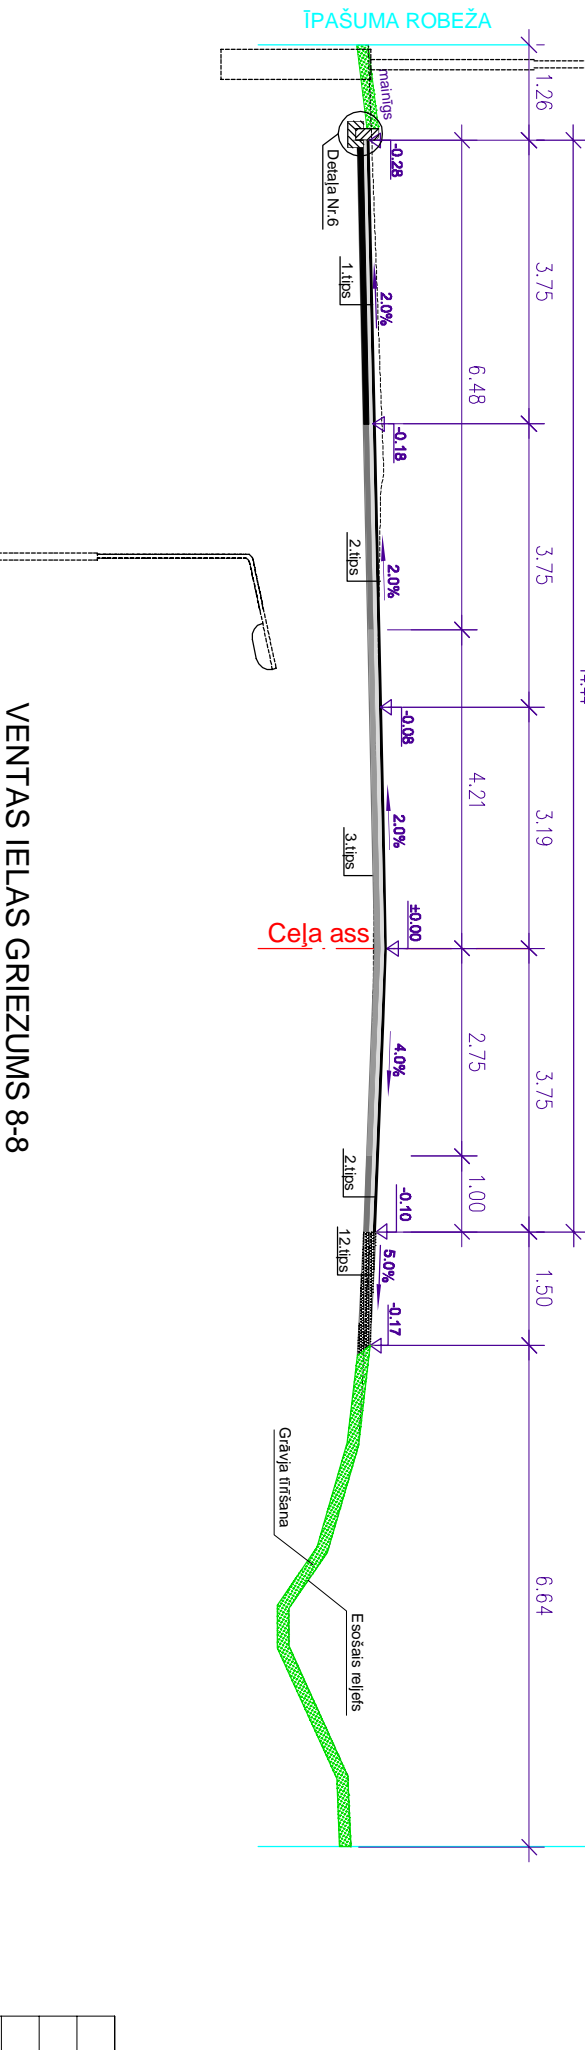 ĪPAŠUMA ROBEŽA
1.26
mainīgs
-0.28
Detaļa Nr.6
3.75
1.tips
2.0%
6.48
-0.18
2.tips
2.0%
3.75
14.44
-0.08
4.21
3.19
3.tips
2.0%
Ceļa ass
±0.00
4.0%
2.75
3.75
2.tips
-0.10
1.00
12.tips
5.0%
-0.17
1.50
Grāvja tīrīšana
Esošais reljefs
6.64
VENTAS IELAS GRIEZUMS 8-8